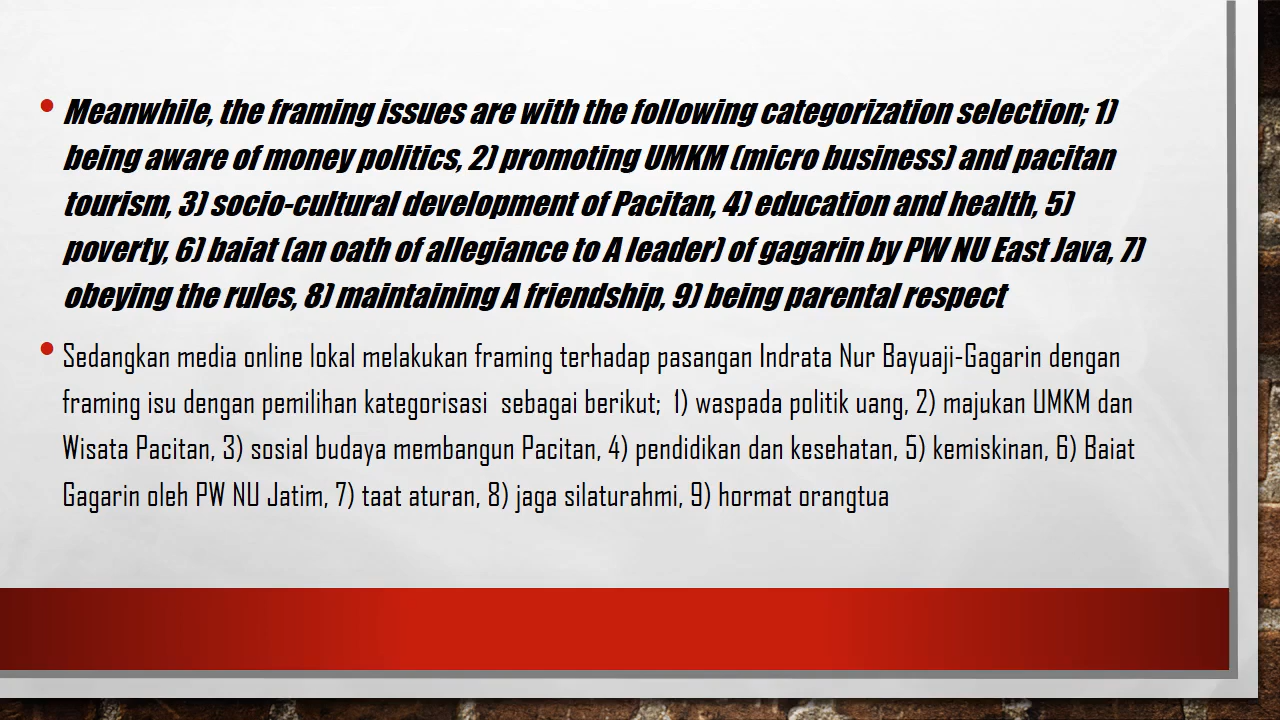 Meanwhile, the framing issues are with the following categorization selection; 1)
being aware of money politics, 2) promoting UMKM (micro business) and pacitan
tourism, 3) socio-cultural development of Pacitan, 4) education and health, 5)
poverty, 6) baiat (an oath of allegiance to A leader) of gagarin by PW NU East Java, 7)
obeying the rules, 8) maintaining A friendship, 9) being parental respect
Sedangkan media online lokal melakukan framing terhadap pasangan Indrata Nur Bayuaji-Gagarin dengan
framing isu dengan pemilihan kategorisasi  sebagai berikut;  1) waspada politik uang, 2) majukan UMKM dan
Wisata Pacitan, 3) sosial budaya membangun Pacitan, 4) pendidikan dan kesehatan, 5) kemiskinan, 6) Baiat
Gagarin oleh PW NU Jatim, 7) taat aturan, 8) jaga silaturahmi, 9) hormat orangtua